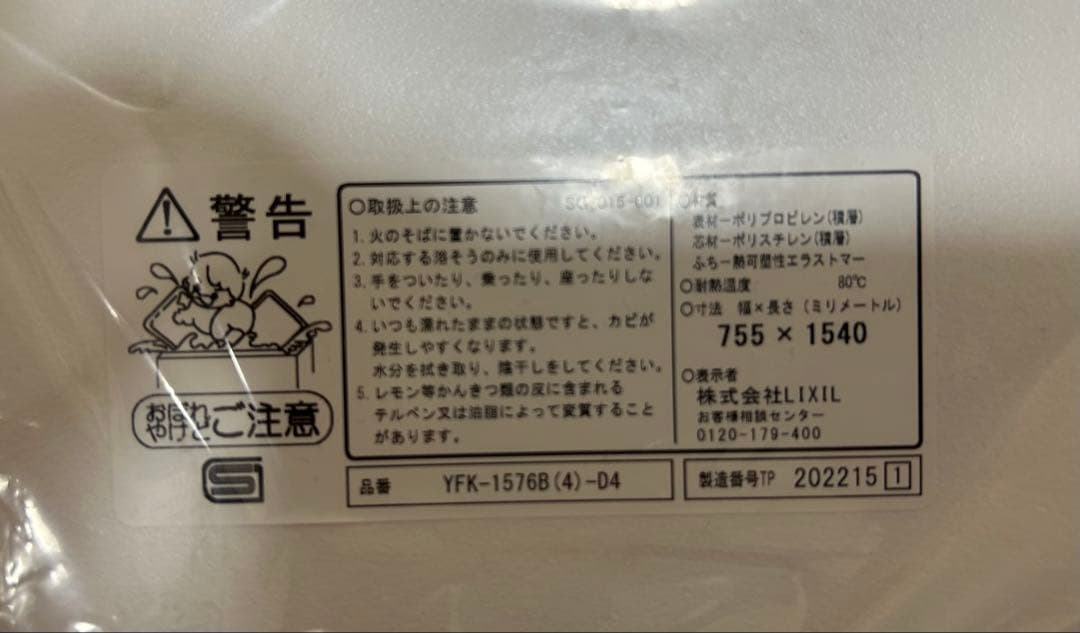 警告
おぼれ
やけど
ご注意
○取扱上の注意
1. 火のそばに置かないでください。
2. 対応する浴そうのみに使用してください。
3. 手をついたり、乗ったり、座ったりしな
いでください。
4. いつも濡れたままの状態ですと、カビが
発生しやすくなります。
水分を拭き取り、陰干しをしてください。
5. レモン等かんきつ類の皮に含まれる
テルペン又は油脂によって変質すること
があります。
SG 015-001
○材質
表材ーポリプロピレン(積層)
芯材ーポリスチレン(積層)
ふちー熱可塑性エラストマー
○耐熱温度 80℃
○寸法 幅×長さ (ミリメートル)
755 × 1540
○表示者
株式会社LIXIL
お客様相談センター
0120-179-400
品番 YFK-1576B(4)-D4
製造番号TP 202215 1